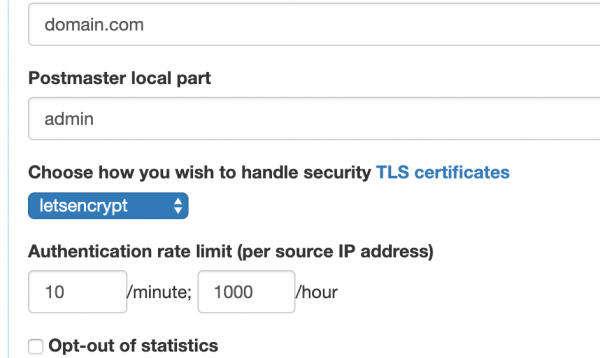 domain.com
Postmaster local part
admin
Choose how you wish to handle security TLS certificates
letsencrypt
Authentication rate limit (per source IP address)
10 /minute; 1000 /hour
Opt-out of statistics